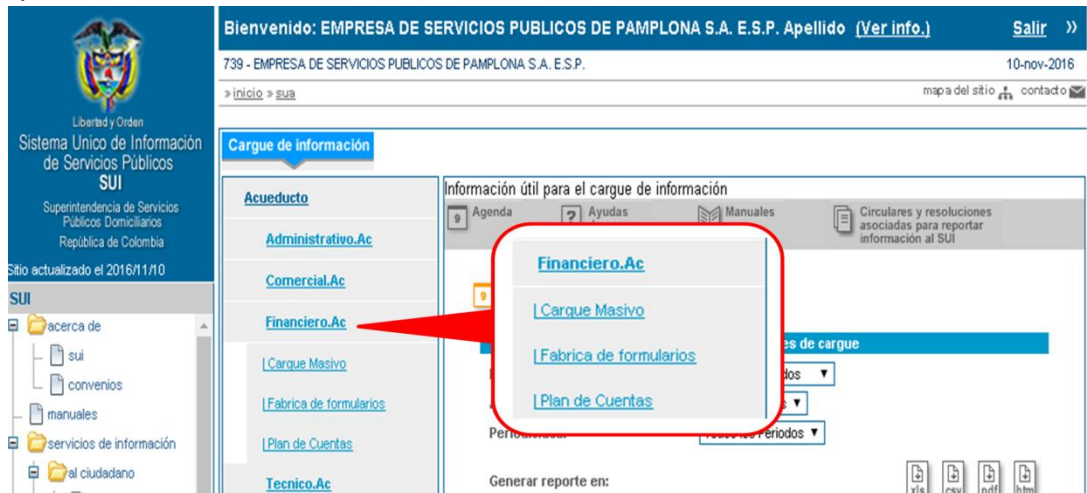 Bienvenido: EMPRESA DE SERVICIOS PUBLICOS DE PAMPLONA S.A. E.S.P. Apellido (Ver info.) Salir »
739 - EMPRESA DE SERVICIOS PUBLICOS DE PAMPLONA S.A. E.S.P. 10-nov-2016
» inicio » sua mapa del sitio contacto
Libertad y Orden
Sistema Unico de Información
de Servicios Públicos
SUI
Superintendencia de Servicios
Públicos Domiciliarios
República de Colombia
Sitio actualizado el 2016/11/10
SUI
acerca de
sui
convenios
manuales
servicios de información
al ciudadano
Cargue de información
Acueducto
Administrativo.Ac
Comercial.Ac
Financiero.Ac
Cargue Masivo
Fabrica de formularios
Plan de Cuentas
Tecnico.Ac
Información útil para el cargue de información
9 Agenda
? Ayudas
Manuales
Circulares y resoluciones
asociadas para reportar
información al SUI
Financiero.Ac
Cargue Masivo
Fabrica de formularios
Plan de Cuentas
9
es de cargue
Generar reporte en:
xls csv pdf htm